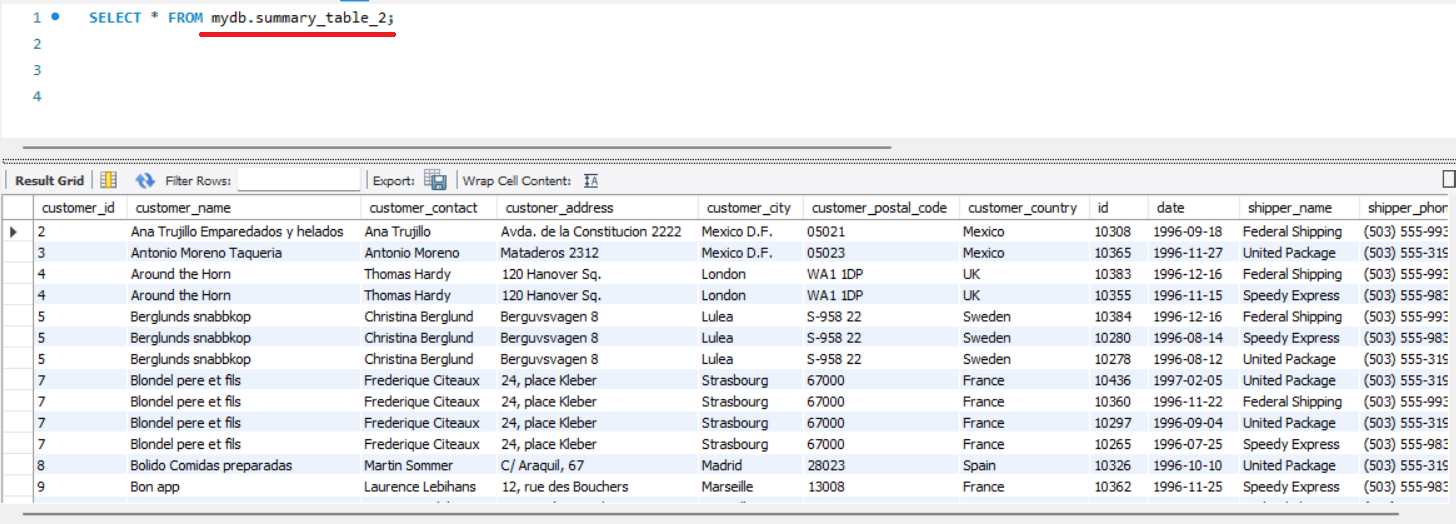 1 SELECT * FROM mydb.summary_table_2;
2
3
4
Result Grid Filter Rows: Export: Wrap Cell Content: IA
customer_id customer_name customer_contact custoner_address customer_city customer_postal_code customer_country id date shipper_name shipper_phon
2 Ana Trujillo Emparedados y helados Ana Trujillo Avda. de la Constitucion 2222 Mexico D.F. 05021 Mexico 10308 1996-09-18 Federal Shipping (503) 555-993
3 Antonio Moreno Taqueria Antonio Moreno Mataderos 2312 Mexico D.F. 05023 Mexico 10365 1996-11-27 United Package (503) 555-319
4 Around the Horn Thomas Hardy 120 Hanover Sq. London WA1 1DP UK 10383 1996-12-16 Federal Shipping (503) 555-993
4 Around the Horn Thomas Hardy 120 Hanover Sq. London WA1 1DP UK 10355 1996-11-15 Speedy Express (503) 555-983
5 Berglunds snabbkop Christina Berglund Berguvsvagen 8 Lulea S-958 22 Sweden 10384 1996-12-16 Federal Shipping (503) 555-993
5 Berglunds snabbkop Christina Berglund Berguvsvagen 8 Lulea S-958 22 Sweden 10280 1996-08-14 Speedy Express (503) 555-983
5 Berglunds snabbkop Christina Berglund Berguvsvagen 8 Lulea S-958 22 Sweden 10278 1996-08-12 United Package (503) 555-319
7 Blondel pere et fils Frederique Citeaux 24, place Kleber Strasbourg 67000 France 10436 1997-02-05 United Package (503) 555-319
7 Blondel pere et fils Frederique Citeaux 24, place Kleber Strasbourg 67000 France 10360 1996-11-22 Federal Shipping (503) 555-993
7 Blondel pere et fils Frederique Citeaux 24, place Kleber Strasbourg 67000 France 10297 1996-09-04 United Package (503) 555-319
7 Blondel pere et fils Frederique Citeaux 24, place Kleber Strasbourg 67000 France 10265 1996-07-25 Speedy Express (503) 555-983
8 Bolido Comidas preparadas Martin Sommer C/ Araquil, 67 Madrid 28023 Spain 10326 1996-10-10 United Package (503) 555-319
9 Bon app Laurence Lebihans 12, rue des Bouchers Marseille 13008 France 10362 1996-11-25 Speedy Express (503) 555-983